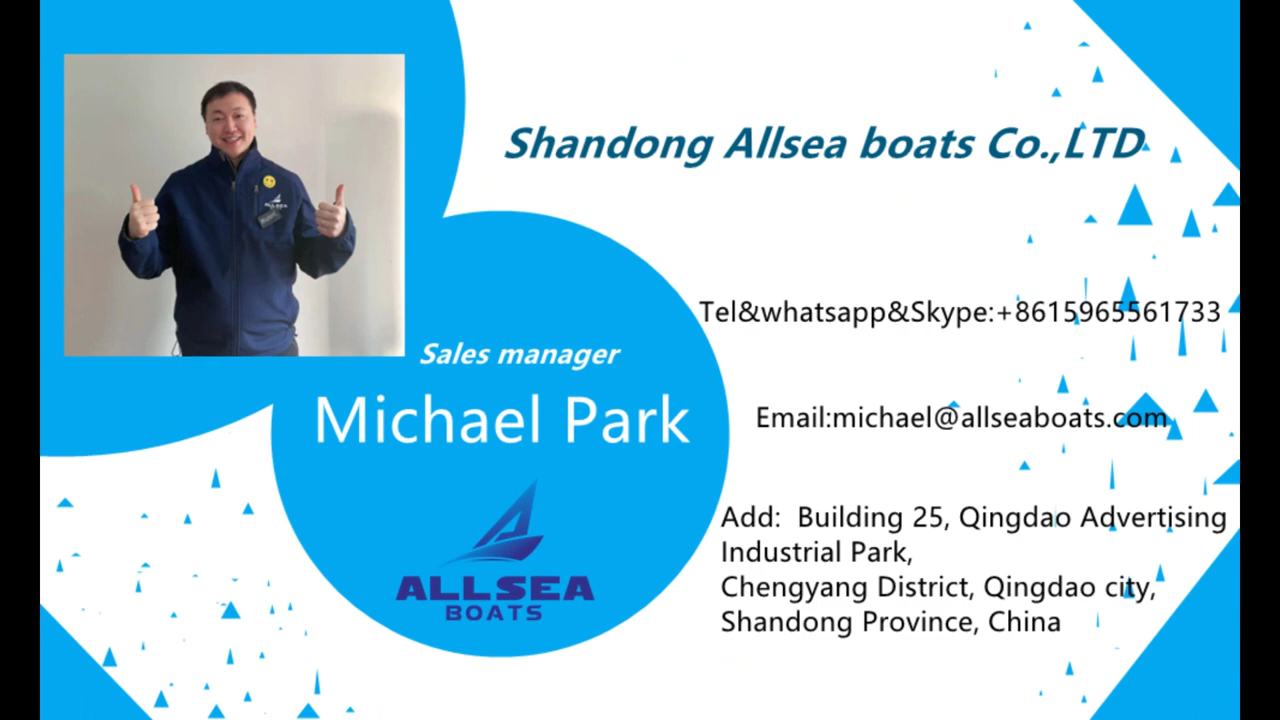 Shandong Allsea boats Co.,LTD
Tel&whatsapp&Skype:+8615965561733
Sales manager
Michael Park
Email:michael@allseaboats.com
ALLSEA
BOATS
Add: Building 25, Qingdao Advertising
Industrial Park,
Chengyang District, Qingdao city,
Shandong Province, China
ALLSEA